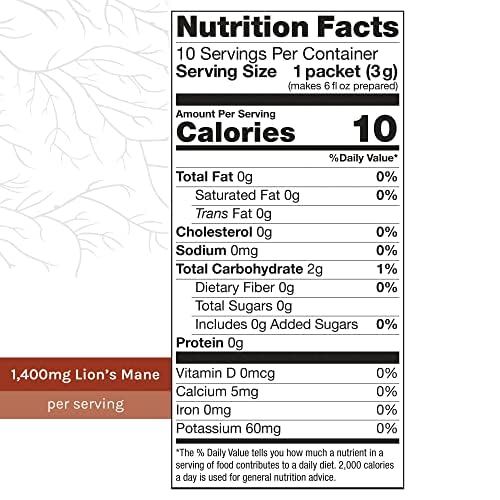 Nutrition Facts
10 Servings Per Container
Serving Size 1 packet (3g)
(makes 6 fl oz prepared)
Amount Per Serving
Calories 10
%Daily Value*
Total Fat 0g 0%
Saturated Fat 0g 0%
Trans Fat 0g
Cholesterol 0g 0%
Sodium 0mg 0%
Total Carbohydrate 2g 1%
Dietary Fiber 0g 0%
Total Sugars 0g
Includes 0g Added Sugars 0%
Protein 0g
Vitamin D 0mcg 0%
Calcium 5mg 0%
Iron 0mg 0%
Potassium 60mg 0%
*The % Daily Value tells you how much a nutrient in a
serving of food contributes to a daily diet. 2,000 calories
a day is used for general nutrition advice.
1,400mg Lion's Mane
per serving